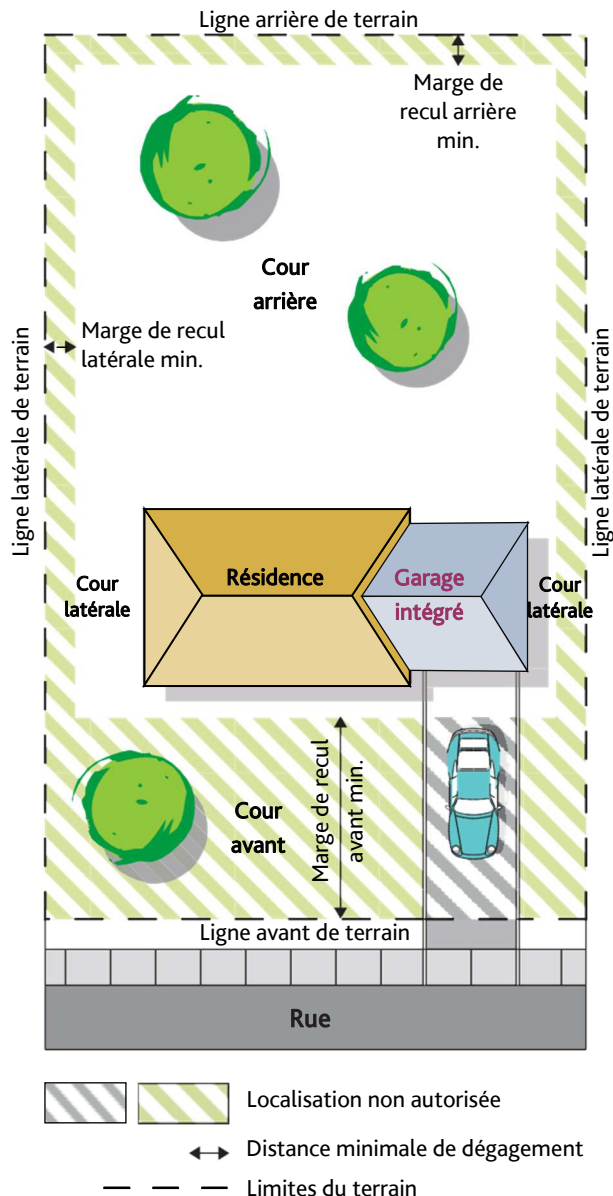 Ligne arrière de terrain
Marge de
recul arrière
min.
Cour
arrière
Marge de recul
latérale min.
Ligne latérale de terrain
Ligne latérale de terrain
Résidence
Garage
intégré
Cour
latérale
Cour
latérale
Marge de recul
avant min.
Cour
avant
Ligne avant de terrain
Rue
Localisation non autorisée
Distance minimale de dégagement
Limites du terrain